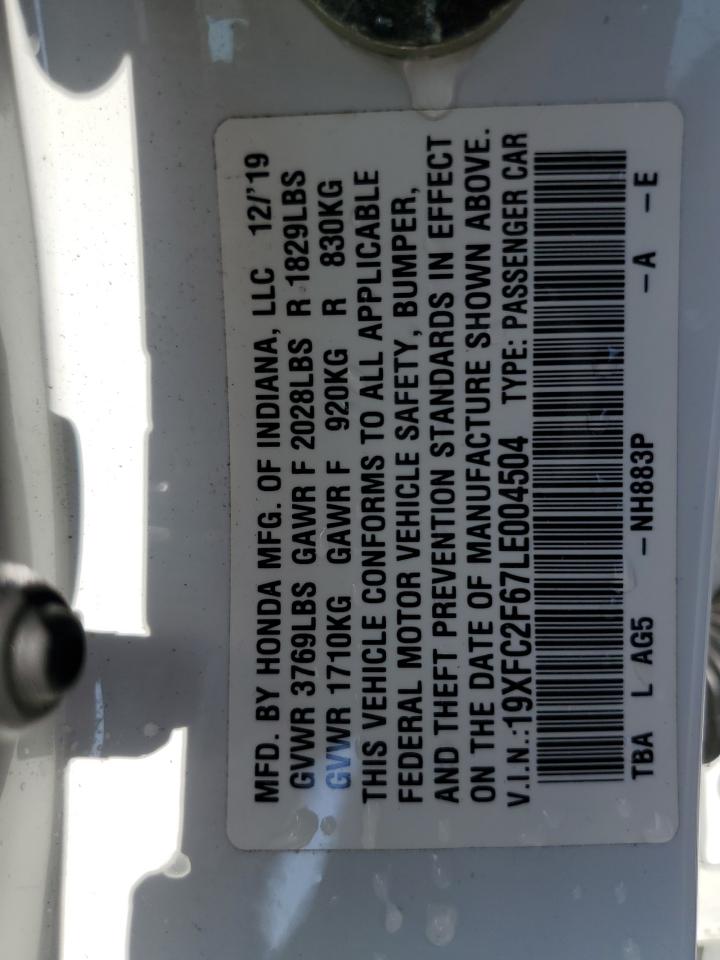 MFD. BY HONDA MFG. OF INDIANA, LLC 12/'19
GVWR 3769LBS GAWR F 2028LBS R 1829LBS
GVWR 1710KG GAWR F 920KG R 830KG
THIS VEHICLE CONFORMS TO ALL APPLICABLE
FEDERAL MOTOR VEHICLE SAFETY, BUMPER,
AND THEFT PREVENTION STANDARDS IN EFFECT
ON THE DATE OF MANUFACTURE SHOWN ABOVE.
V.I.N.:19XFC2F67LE004504 TYPE: PASSENGER CAR
TBA L AG5 -NH883P -A -E